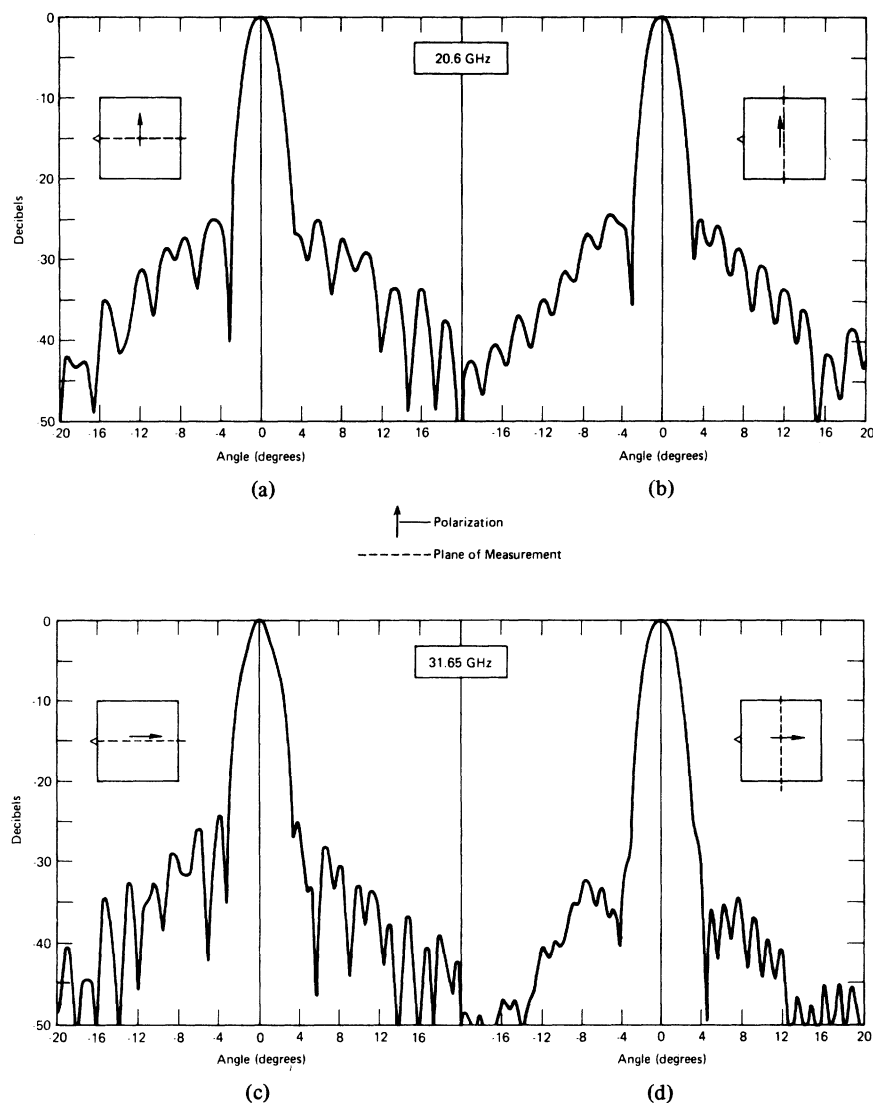 0
20.6 GHz
-10
-20
Decibels
-30
-40
-50
-20 -16 -12 -8 -4 0 4 8 12 16 -16 -12 -8 -4 0 4 8 12 16 20
Angle (degrees) Angle (degrees)
(a) (b)
Polarization
Plane of Measurement
0
31.65 GHz
-10
-20
Decibels
-30
-40
-50
20 -16 -12 -8 -4 0 4 8 12 16 -16 -12 -8 -4 0 4 8 12 16 20
Angle (degrees) Angle (degrees)
(c) (d)